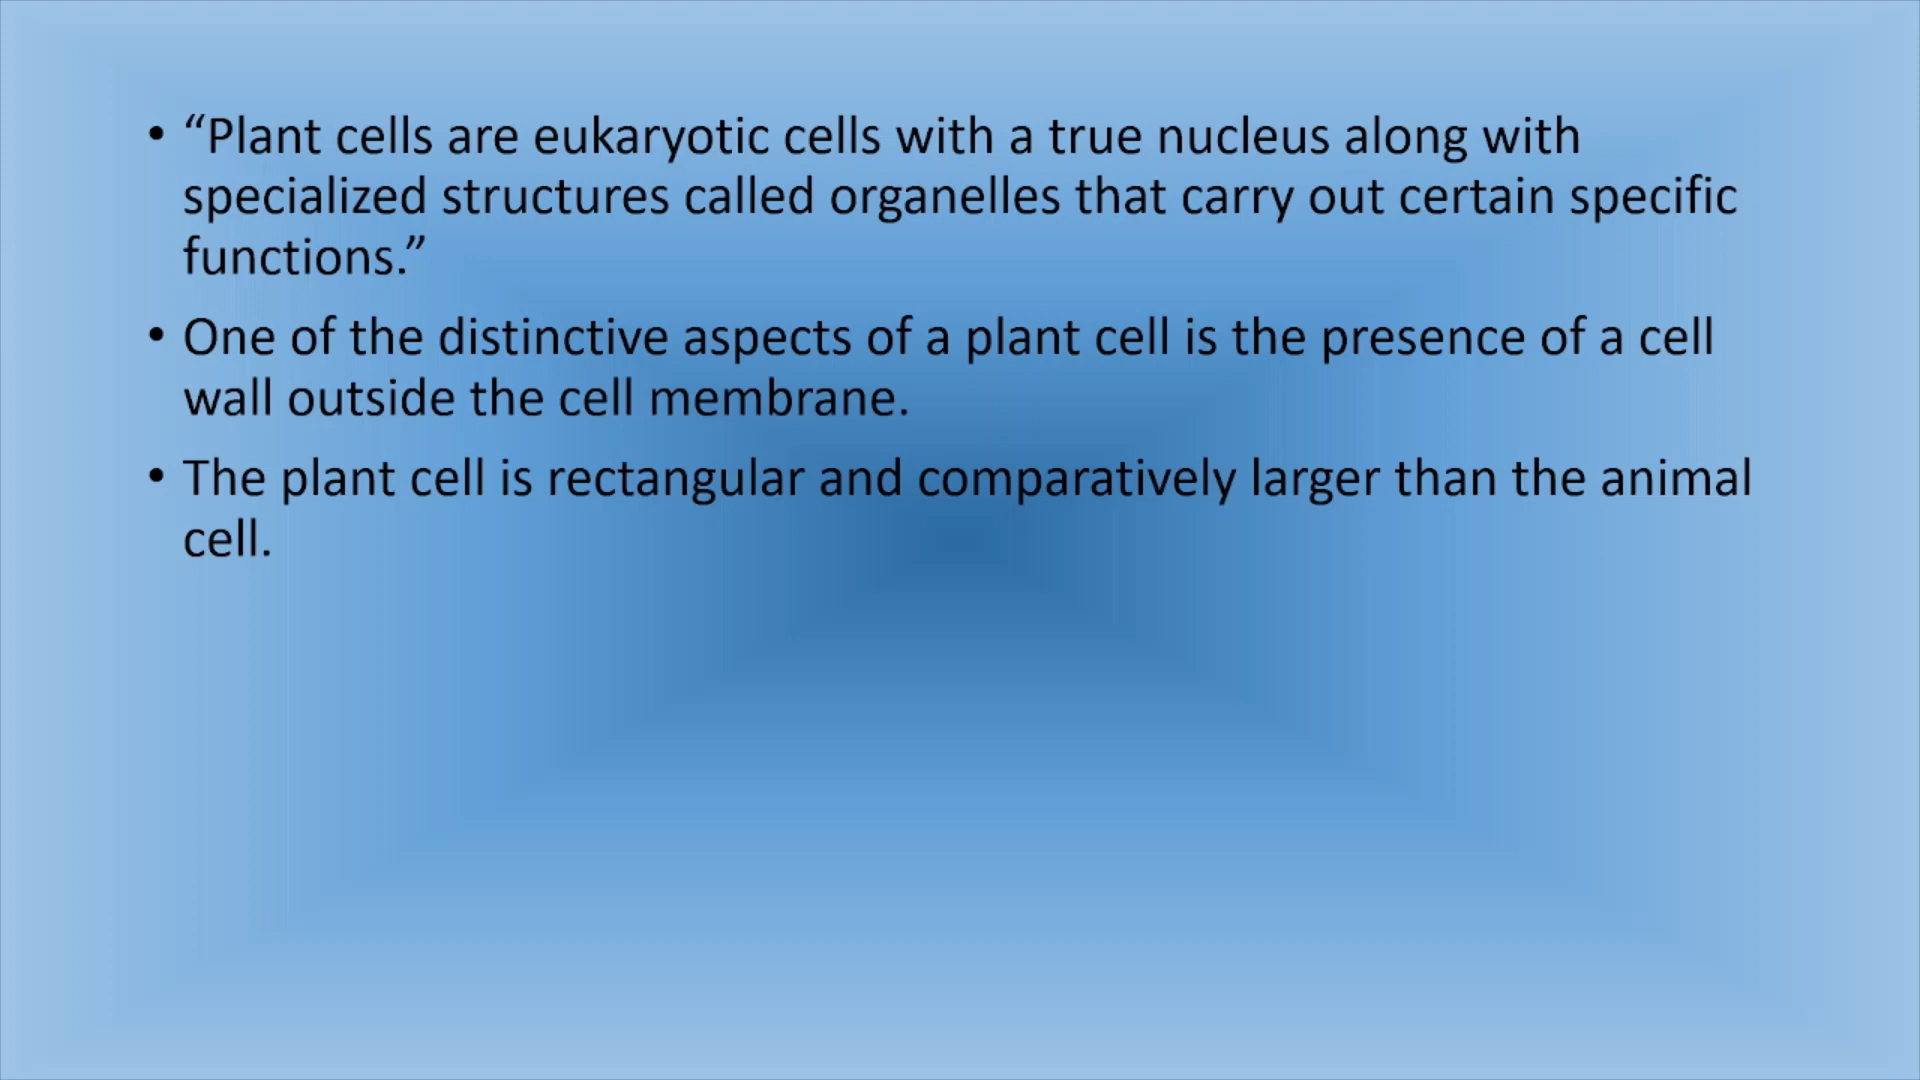 • “Plant cells are eukaryotic cells with a true nucleus along with
specialized structures called organelles that carry out certain specific
functions.”
• One of the distinctive aspects of a plant cell is the presence of a cell
wall outside the cell membrane.
• The plant cell is rectangular and comparatively larger than the animal
cell.